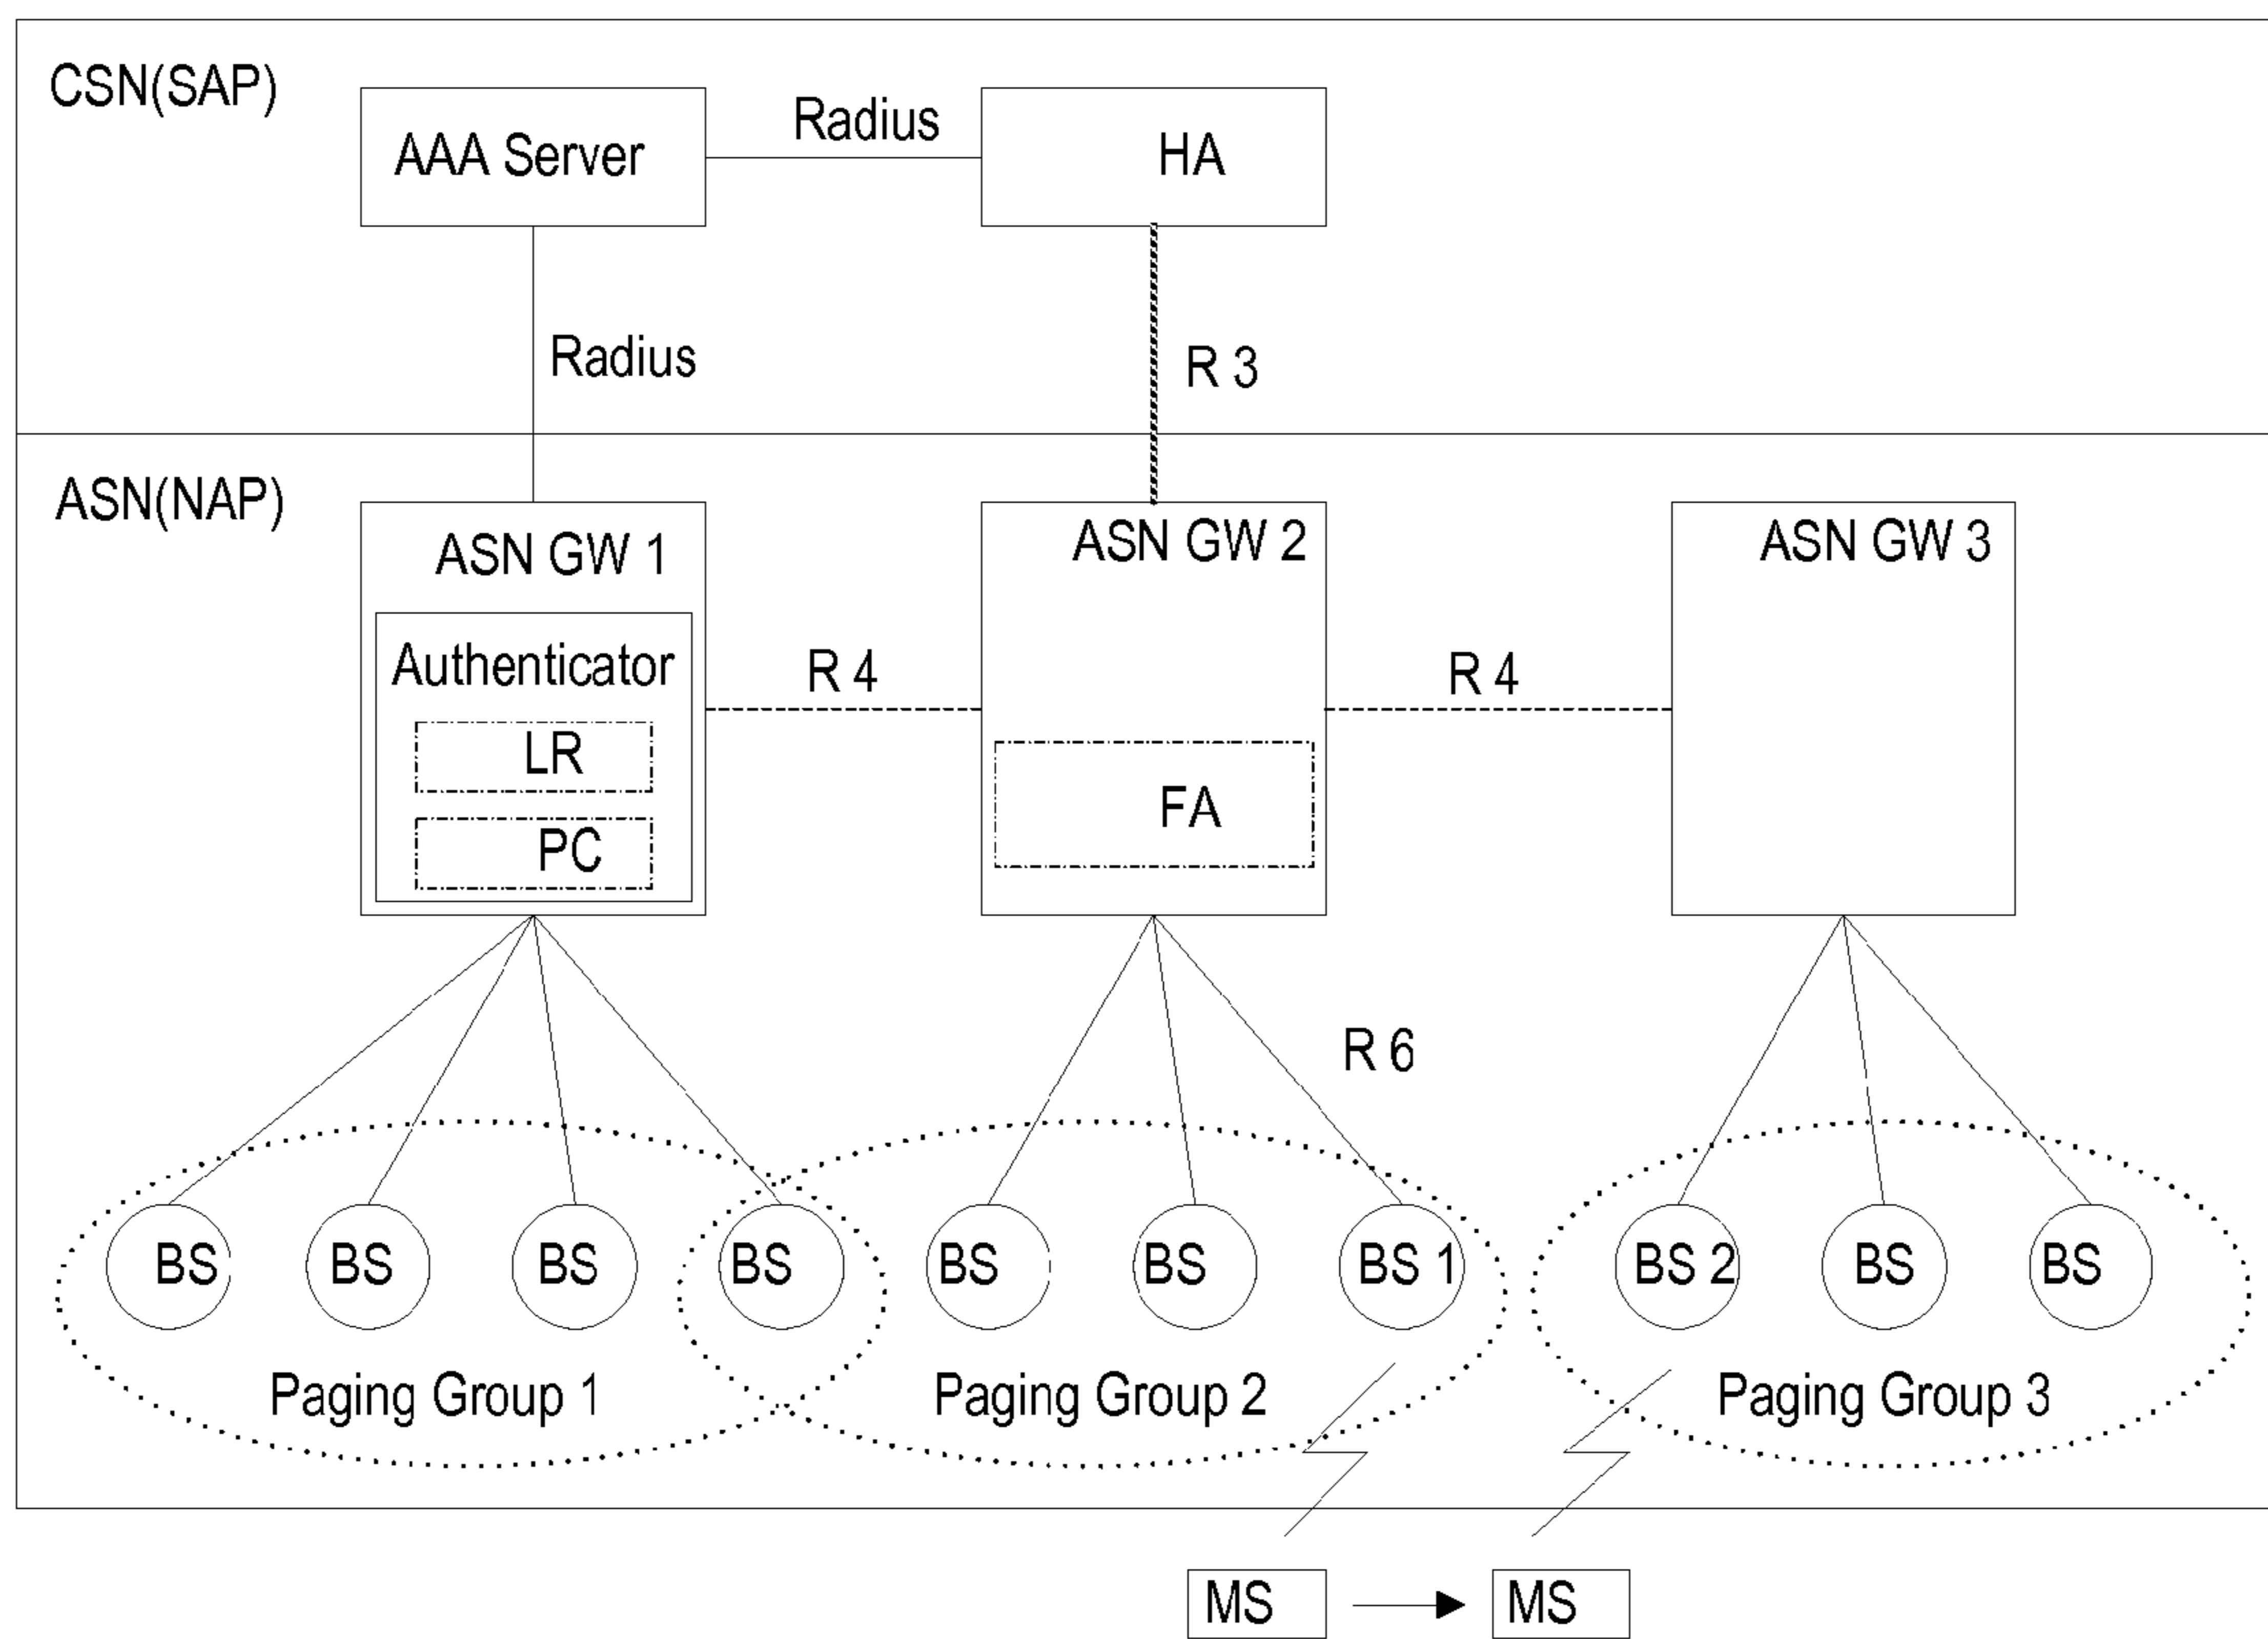 CSN(SAP)
AAA Server
Radius
HA
Radius
R 3
ASN(NAP)
ASN GW 1
ASN GW 2
ASN GW 3
Authenticator
LR
PC
R 4
FA
R 4
R 6
BS
BS
BS
BS
BS
BS
BS 1
BS 2
BS
BS
Paging Group 1
Paging Group 2
Paging Group 3
MS
MS